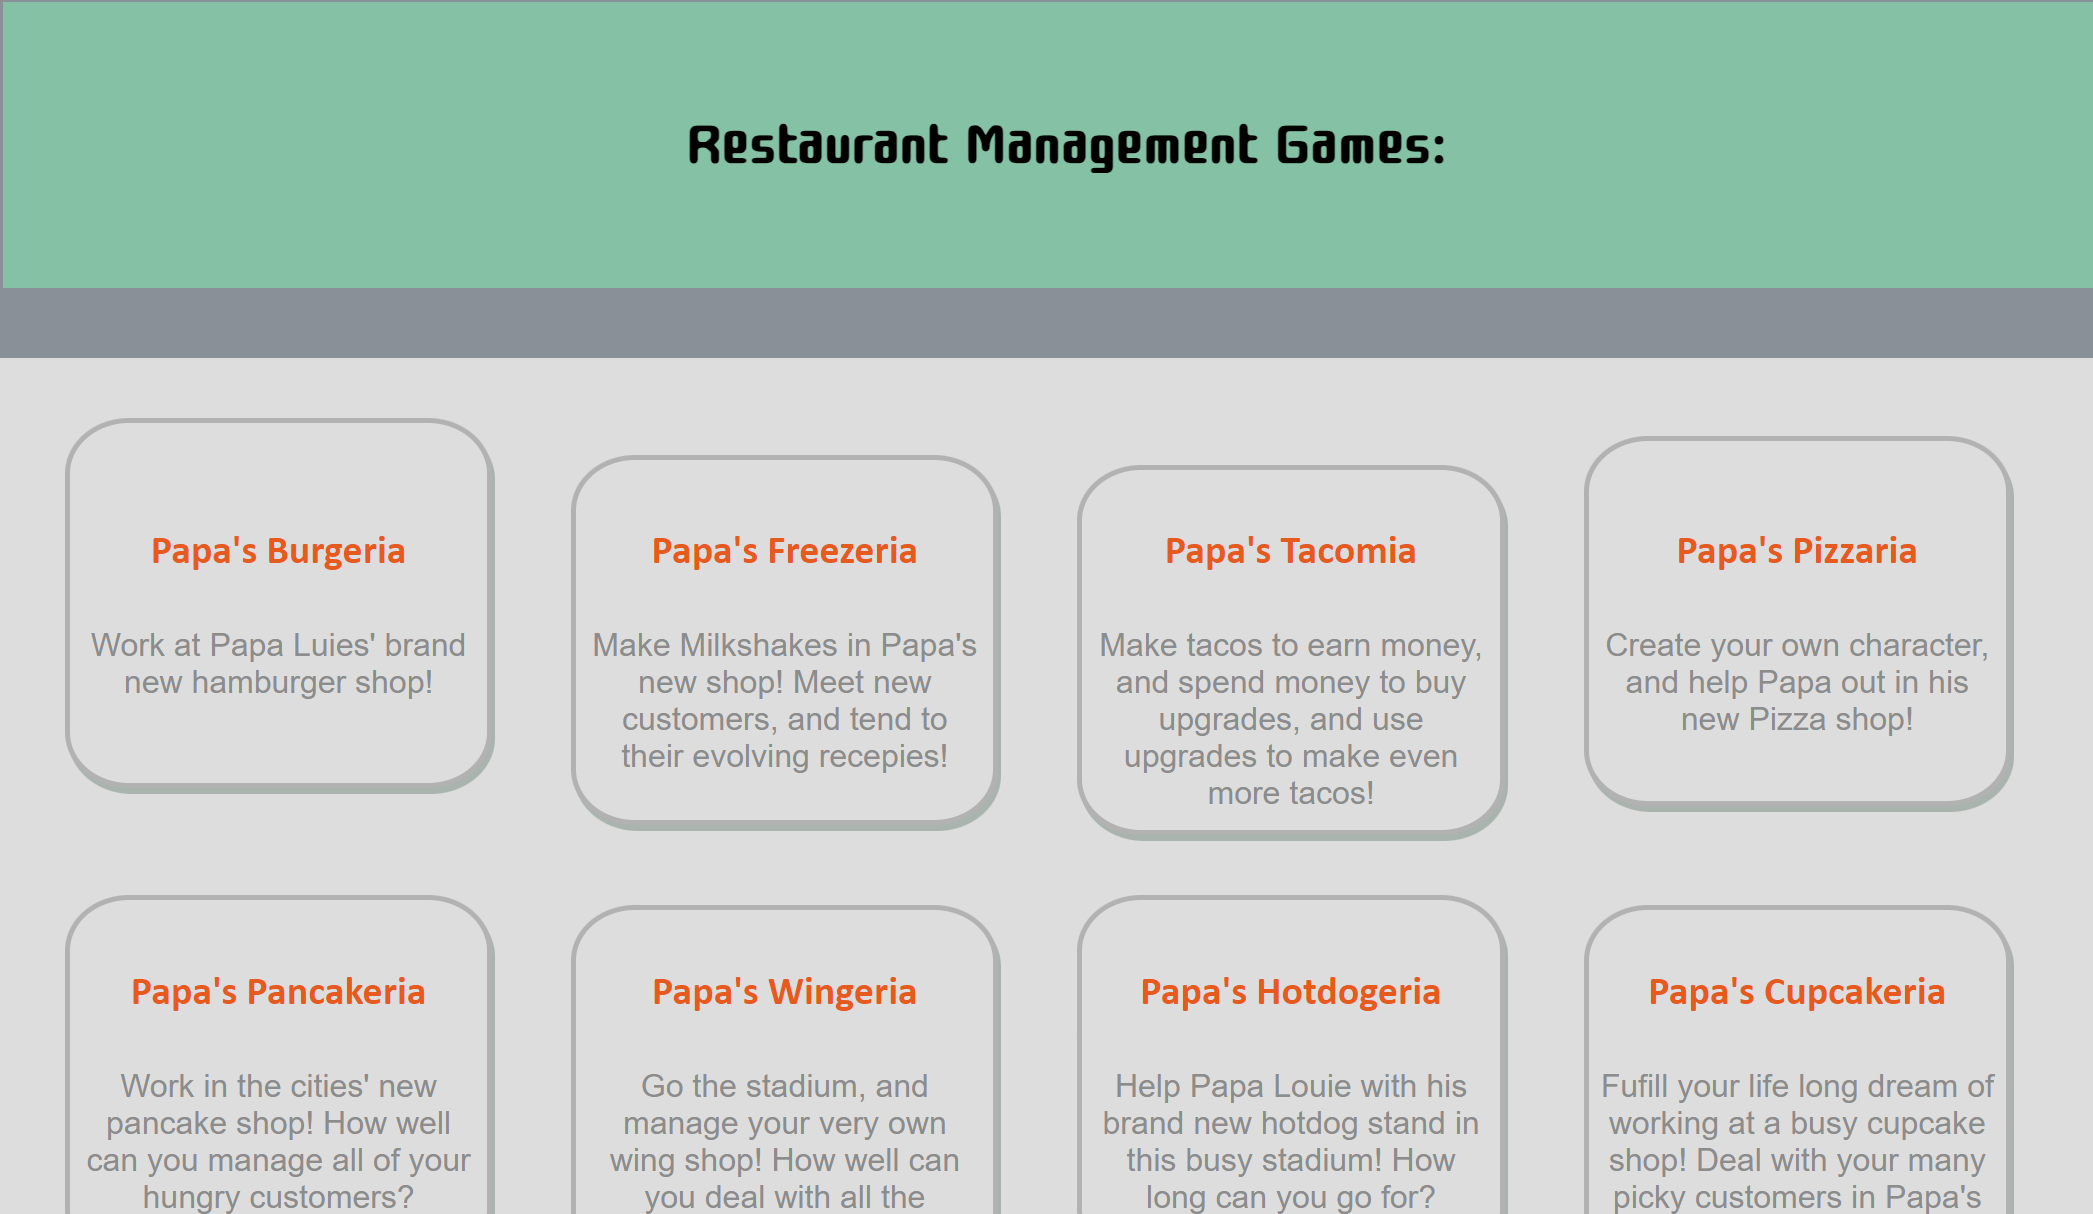 Restaurant Management Games:
Papa's Burgeria
Work at Papa Luies' brand
new hamburger shop!
Papa's Freezeria
Make Milkshakes in Papa's
new shop! Meet new
customers, and tend to
their evolving recepies!
Papa's Tacomia
Make tacos to earn money,
and spend money to buy
upgrades, and use
upgrades to make even
more tacos!
Papa's Pizzaria
Create your own character,
and help Papa out in his
new Pizza shop!
Papa's Pancakeria
Work in the cities' new
pancake shop! How well
can you manage all of your
hungry customers?
Papa's Wingeria
Go the stadium, and
manage your very own
wing shop! How well can
you deal with all the
Papa's Hotdogeria
Help Papa Louie with his
brand new hotdog stand in
this busy stadium! How
long can you go for?
Papa's Cupcakeria
Fufill your life long dream of
working at a busy cupcake
shop! Deal with your many
picky customers in Papa's